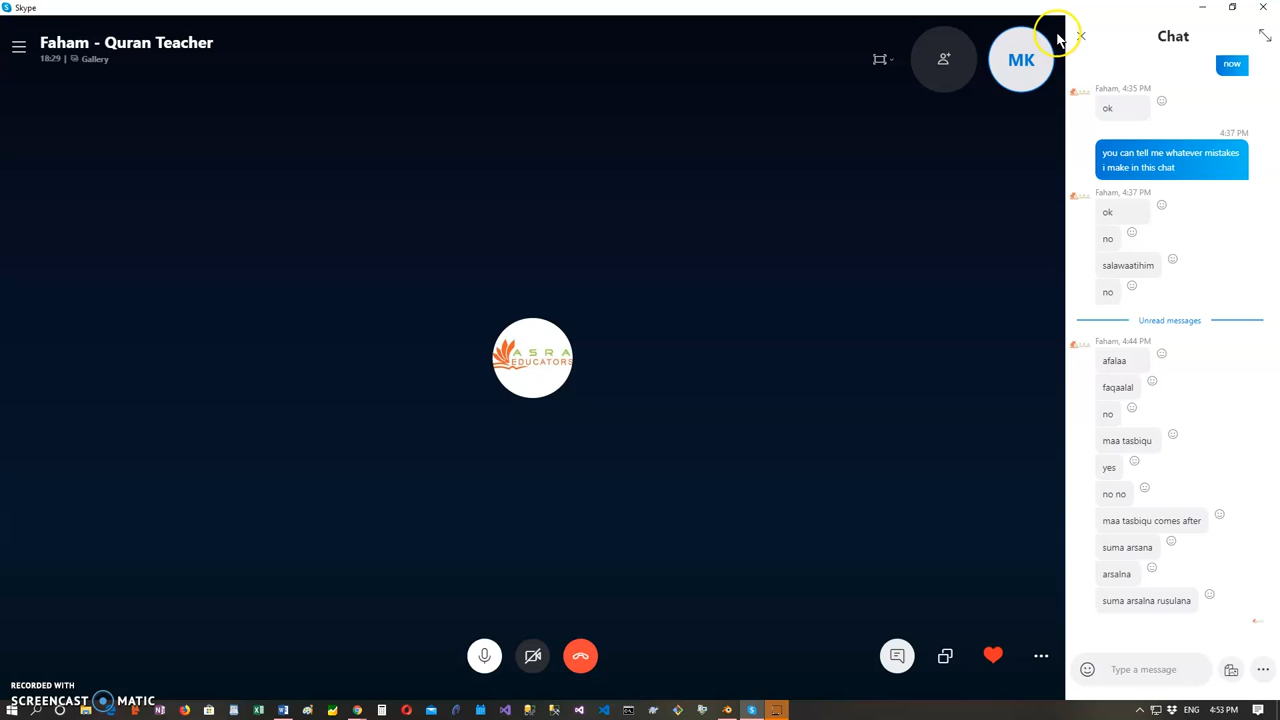 Skype
Faham - Quran Teacher
18:29 Gallery
MK
ASRA
EDUCATORS
Chat
now
Faham, 4:35 PM
ok
4:37 PM
you can tell me whatever mistakes
i make in this chat
Faham, 4:37 PM
ok
no
salawaatihim
no
Unread messages
Faham, 4:44 PM
afalaa
faqaalal
no
maa tasbiqu
yes
no no
maa tasbiqu comes after
suma arsana
arsalna
suma arsalna rusulana
Type a message
RECORDED WITH
SCREENCAST MATIC
ENG 4:53 PM